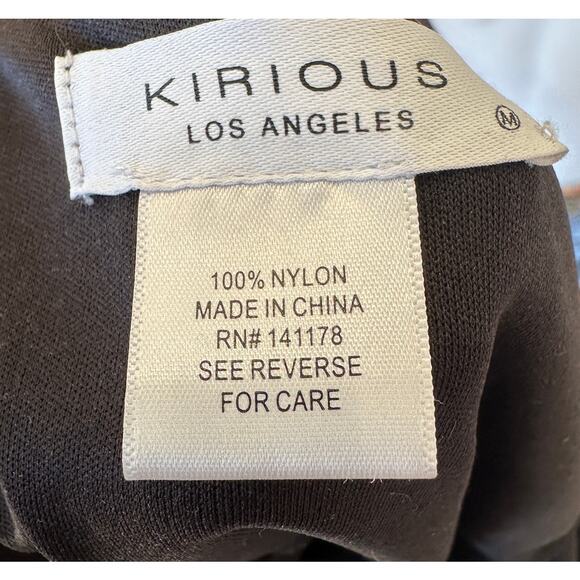 KIRIOUS
LOS ANGELES
M
100% NYLON
MADE IN CHINA
RN# 141178
SEE REVERSE
FOR CARE